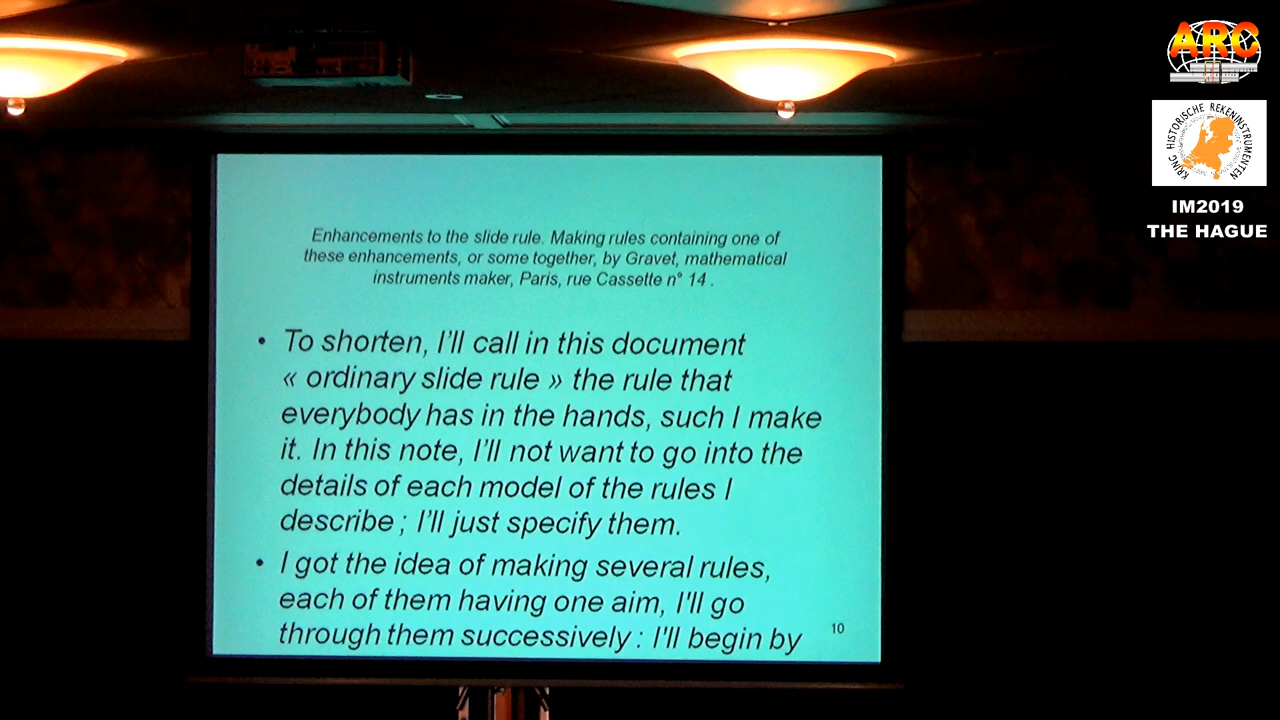 ARC
KRING HISTORISCHE REKENINSTRUMENTEN
IM2019
THE HAGUE
Enhancements to the slide rule. Making rules containing one of
these enhancements, or some together, by Gravet, mathematical
instruments maker, Paris, rue Cassette n° 14 .
• To shorten, I’ll call in this document
« ordinary slide rule » the rule that
everybody has in the hands, such I make
it. In this note, I’ll not want to go into the
details of each model of the rules I
describe ; I’ll just specify them.
• I got the idea of making several rules,
each of them having one aim, I'll go
through them successively : I'll begin by
10